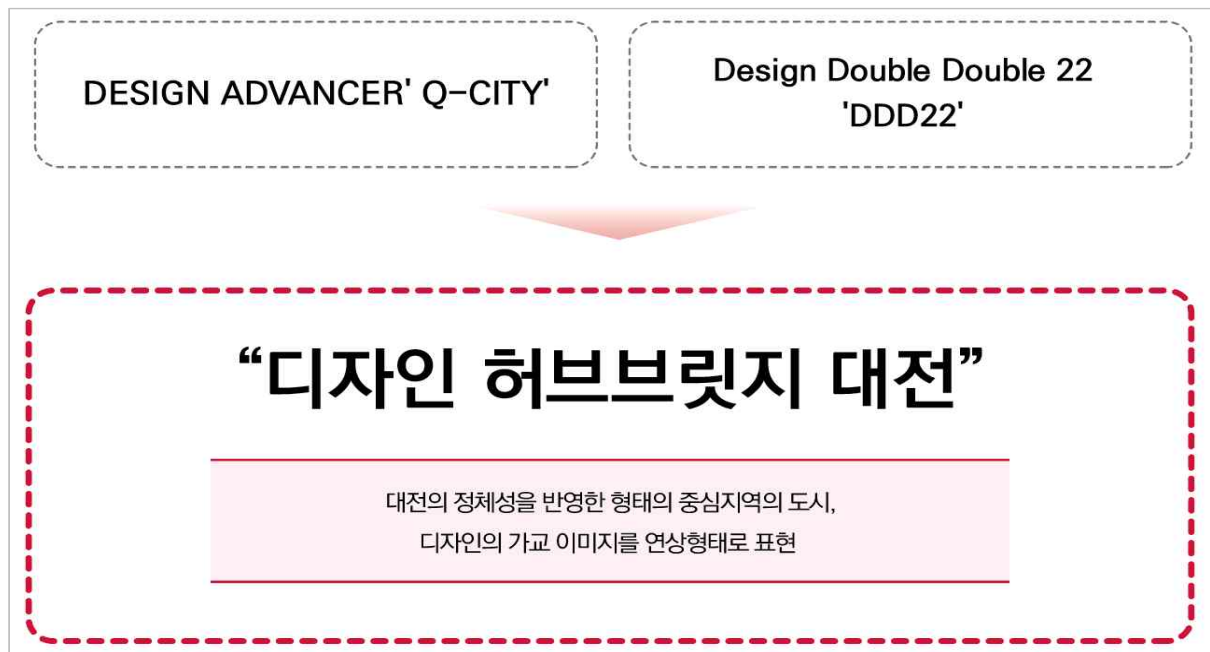 DESIGN ADVANCER' Q-CITY'
Design Double Double 22
'DDD22'
“디자인 허브브릿지 대전”
대전의 정체성을 반영한 형태의 중심지역의 도시,
디자인의 가교 이미지를 연상형태로 표현